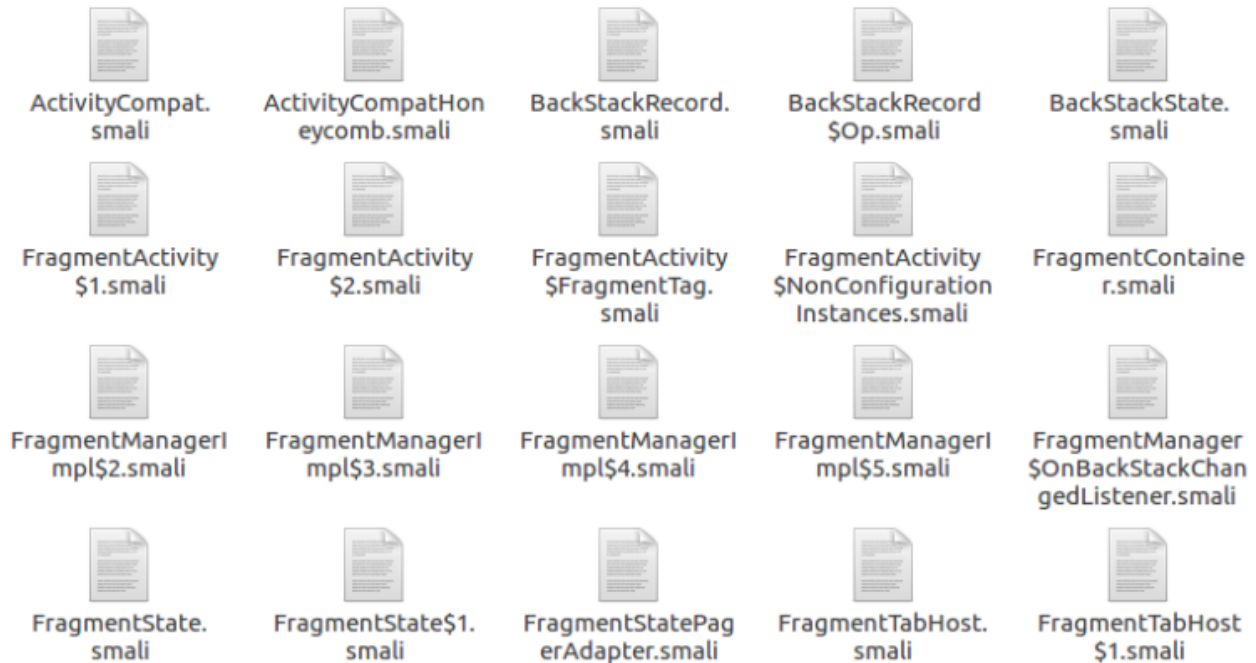 ActivityCompat.
smali
ActivityCompatHon
eycomb.smali
BackStackRecord.
smali
BackStackRecord
$Op.smali
BackStackState.
smali
FragmentActivity
$1.smali
FragmentActivity
$2.smali
FragmentActivity
$FragmentTag.
smali
FragmentActivity
$NonConfiguration
Instances.smali
FragmentContaine
r.smali
FragmentManagerI
mpl$2.smali
FragmentManagerI
mpl$3.smali
FragmentManagerI
mpl$4.smali
FragmentManagerI
mpl$5.smali
FragmentManager
$OnBackStackChan
gedListener.smali
FragmentState.
smali
FragmentState$1.
smali
FragmentStatePag
erAdapter.smali
FragmentTabHost.
smali
FragmentTabHost
$1.smali